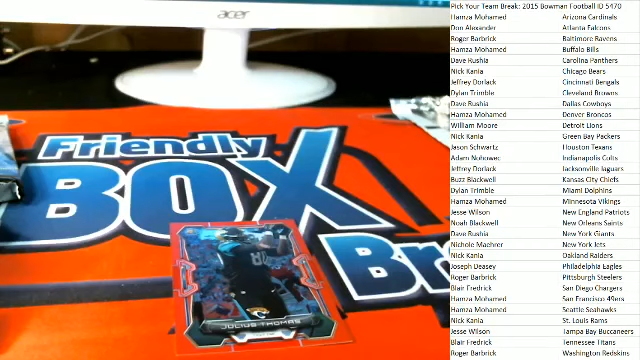 Pick Your Team Break: 2015 Bowman Football ID 5470
Hamza Mohamed Arizona Cardinals
Don Alexander Atlanta Falcons
Roger Barbrick Baltimore Ravens
Hamza Mohamed Buffalo Bills
Dave Rushia Carolina Panthers
Nick Kania Chicago Bears
Jeffrey Dorlack Cincinnati Bengals
Dylan Trimble Cleveland Browns
Dave Rushia Dallas Cowboys
Hamza Mohamed Denver Broncos
William Moore Detroit Lions
Nick Kania Green Bay Packers
Jason Schwartz Houston Texans
Adam Nohowec Indianapolis Colts
Jeffrey Dorlack Jacksonville Jaguars
Buzz Blackwell Kansas City Chiefs
Dylan Trimble Miami Dolphins
Hamza Mohamed Minnesota Vikings
Jesse Wilson New England Patriots
Noah Blackwell New Orleans Saints
Dave Rushia New York Giants
Nichole Maehrer New York Jets
Nick Kania Oakland Raiders
Joseph Deasey Philadelphia Eagles
Roger Barbrick Pittsburgh Steelers
Blair Fredrick San Diego Chargers
Hamza Mohamed San Francisco 49ers
Hamza Mohamed Seattle Seahawks
Nick Kania St. Louis Rams
Jesse Wilson Tampa Bay Buccaneers
Blair Fredrick Tennessee Titans
Roger Barbrick Washington Redskins
acer
Friendly
BOX
Br
80
JULIUS THOMAS